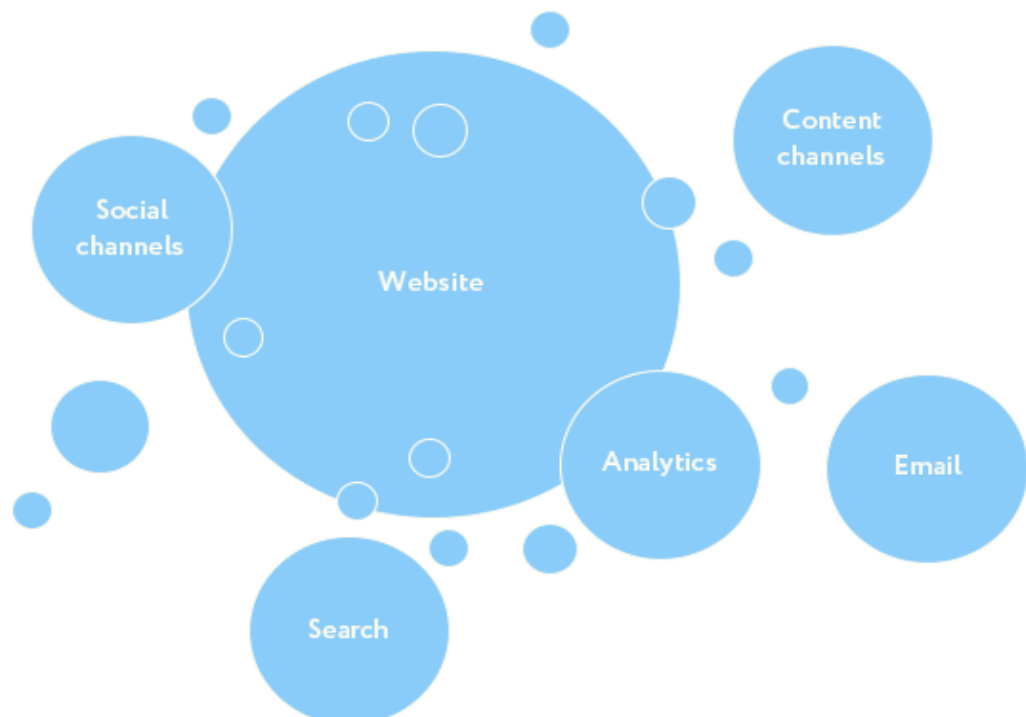 Content
channels
Social
channels
Website
Analytics
Email
Search